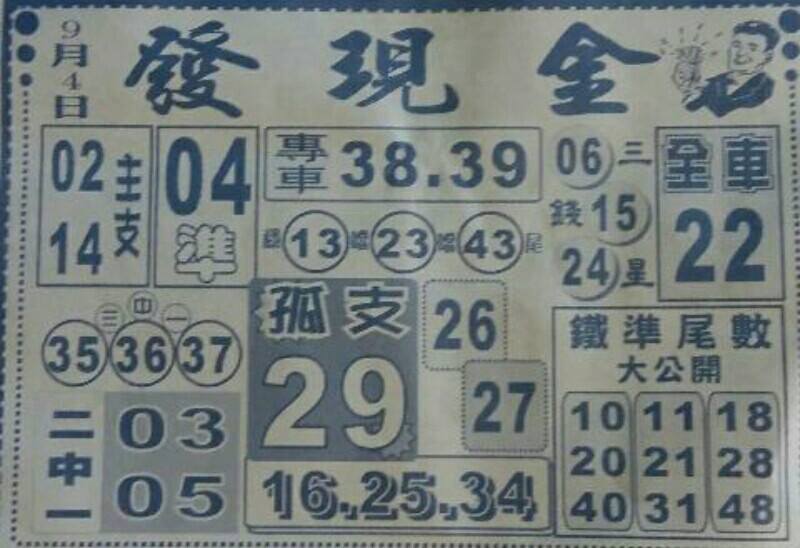 9月4日
發現金
02
14
主支
04
準
專車
38.39
13
23
43
尾
06
15
24
三
錢
星
全車
22
三中一
35 36 37
孤支
29
26
27
鐵準尾數
大公開
10 11 18
20 21 28
40 31 48
二中一
03
05
16.25.34